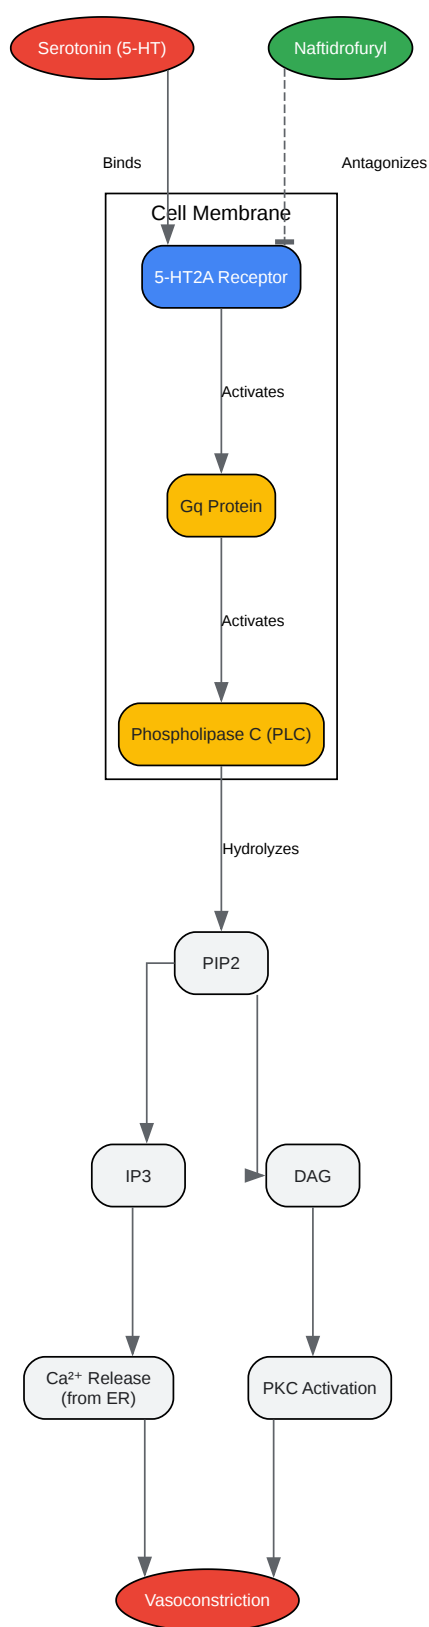 Serotonin (5-HT)
Naftidrofuryl
Binds
Antagonizes
Cell Membrane
5-HT2A Receptor
Activates
Gq Protein
Activates
Phospholipase C (PLC)
Hydrolyzes
PIP2
IP3
DAG
Ca²⁺ Release
(from ER)
PKC Activation
Vasoconstriction